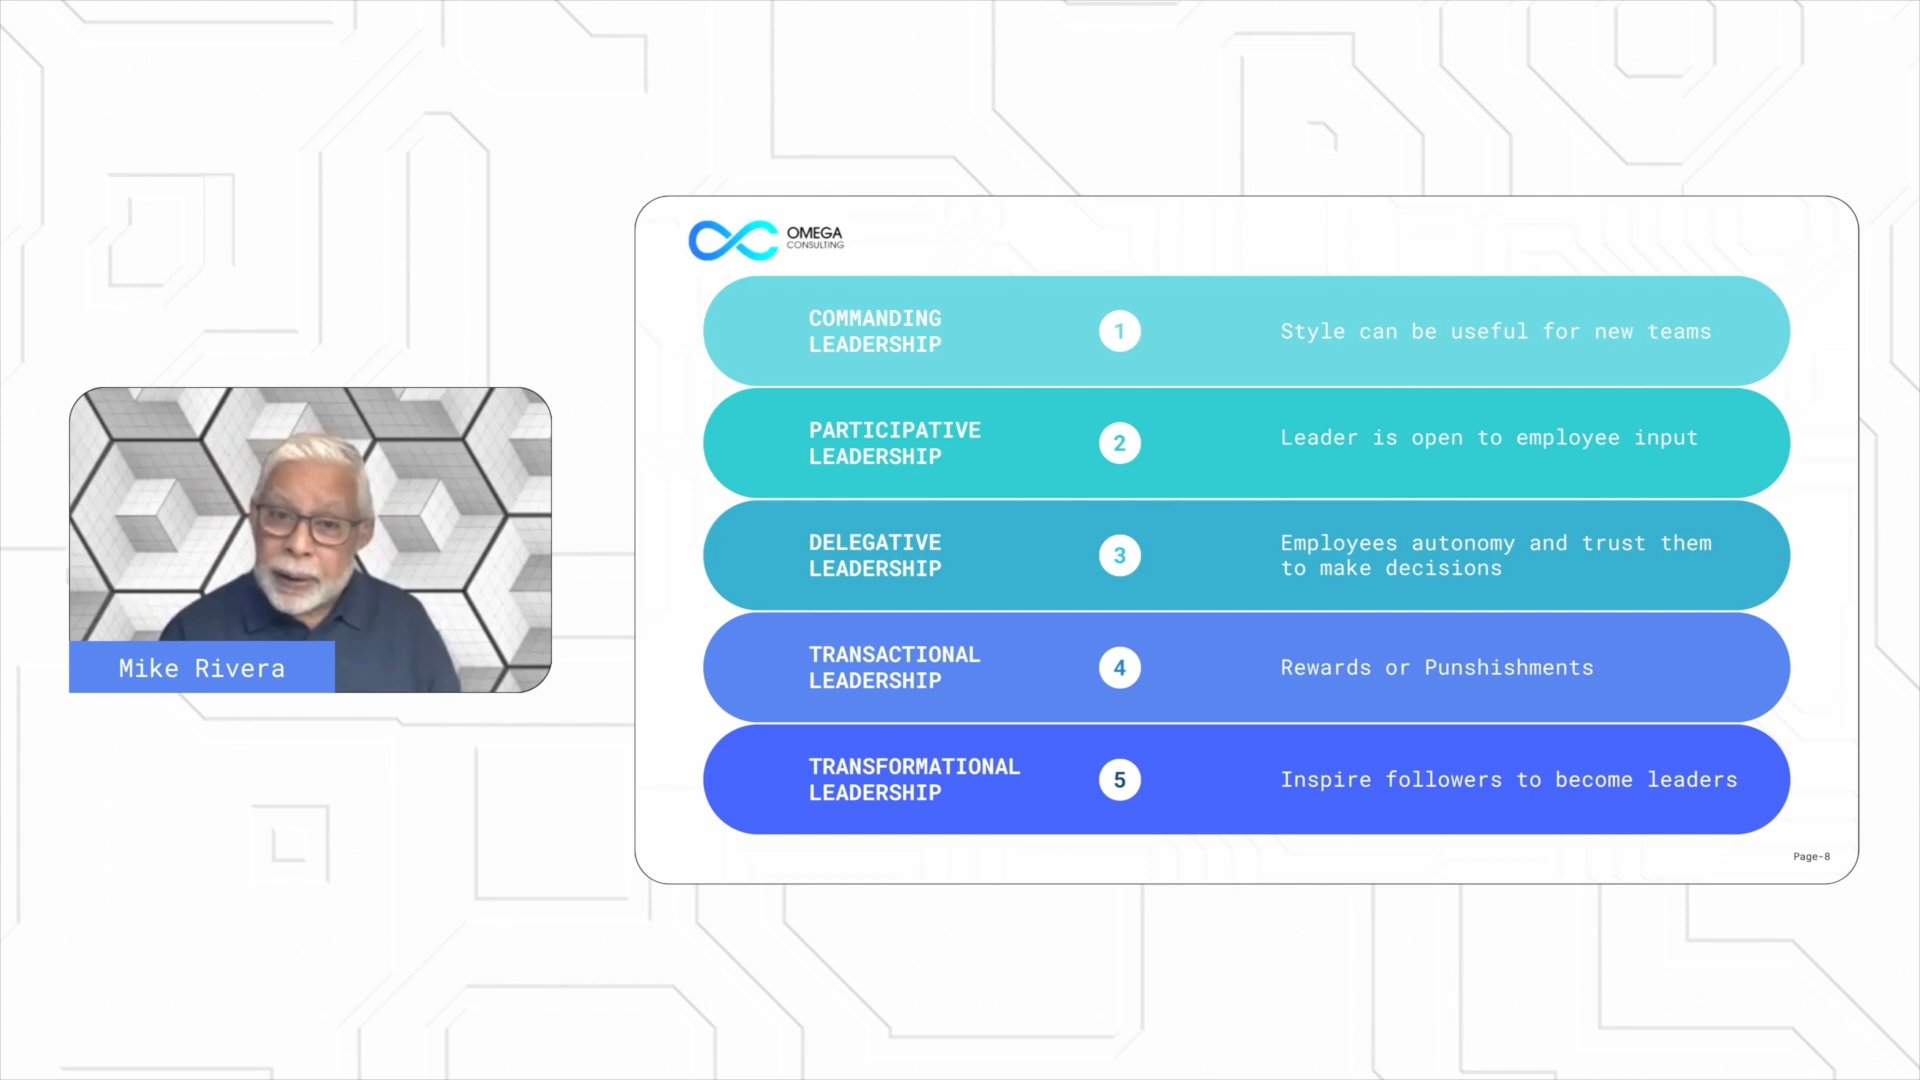 OMEGA
CONSULTING
COMMANDING
LEADERSHIP
1
Style can be useful for new teams
PARTICIPATIVE
LEADERSHIP
2
Leader is open to employee input
DELEGATIVE
LEADERSHIP
3
Employees autonomy and trust them
to make decisions
TRANSACTIONAL
LEADERSHIP
4
Rewards or Punshishments
TRANSFORMATIONAL
LEADERSHIP
5
Inspire followers to become leaders
Page-8
Mike Rivera